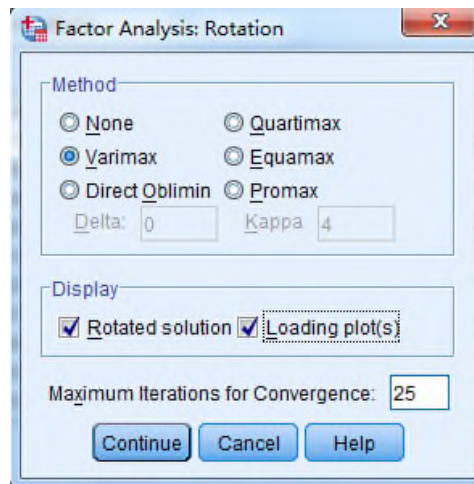 Factor Analysis: Rotation
Method
None Quartimax
Varimax Equamax
Direct Oblimin Promax
Delta: 0 Kappa 4
Display
Rotated solution Loading plot(s)
Maximum Iterations for Convergence: 25
Continue Cancel Help